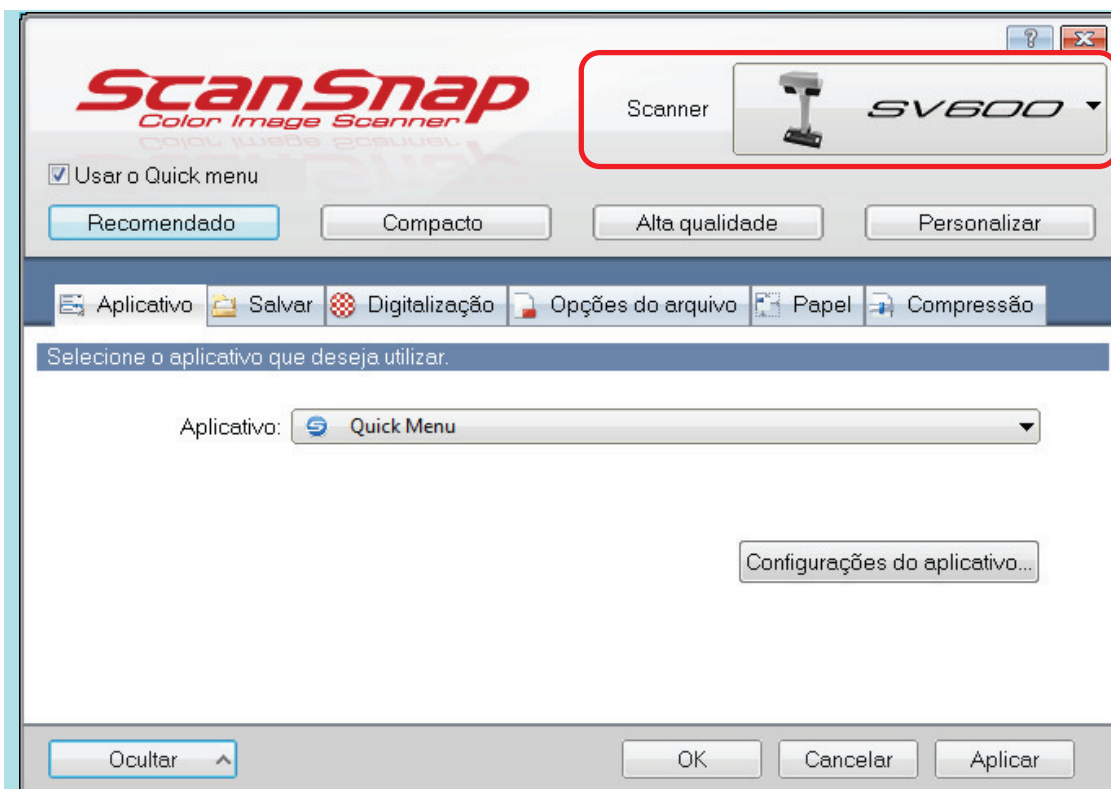 ScanSnap
Color Image Scanner
Scanner SV600
Usar o Quick menu
Recomendado Compacto Alta qualidade Personalizar
Aplicativo Salvar Digitalização Opções do arquivo Papel Compressão
Selecione o aplicativo que deseja utilizar.
Aplicativo: Quick Menu
Configurações do aplicativo...
Ocultar OK Cancelar Aplicar